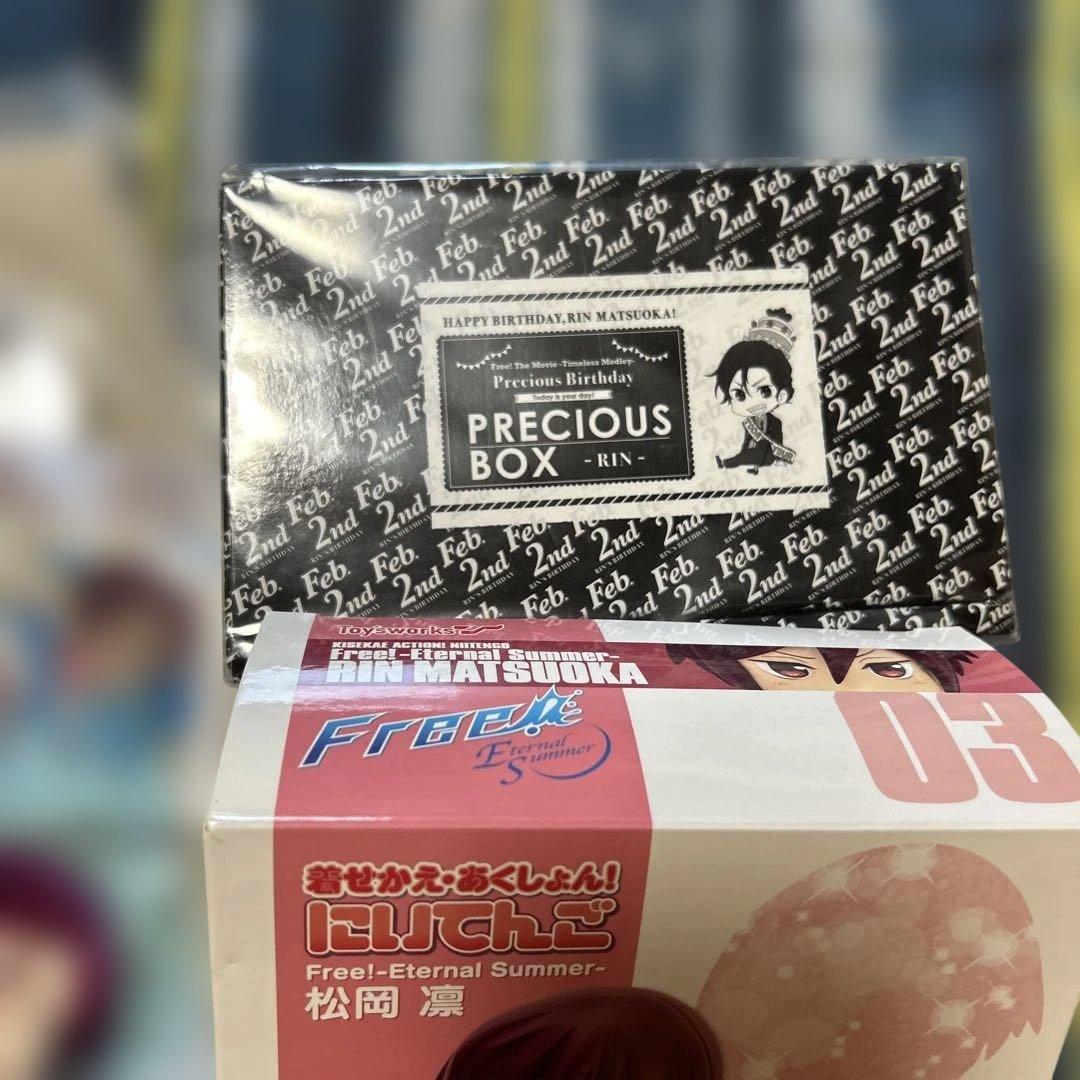 HAPPY BIRTHDAY, RIN MATSUOKA!
Free! The Movie -Timeless Medley-
Precious Birthday
Today is your day!
PRECIOUS
BOX - RIN -
Feb.
2nd
RIN'S BIRTHDAY
Toy'sworks
KISEKAE ACTION! NIITENGO
Free! -Eternal Summer-
RIN MATSUOKA
03
Free!
Eternal
Summer
着せかえ・あくしょん!
にいてんご
Free!-Eternal Summer-
松岡 凛